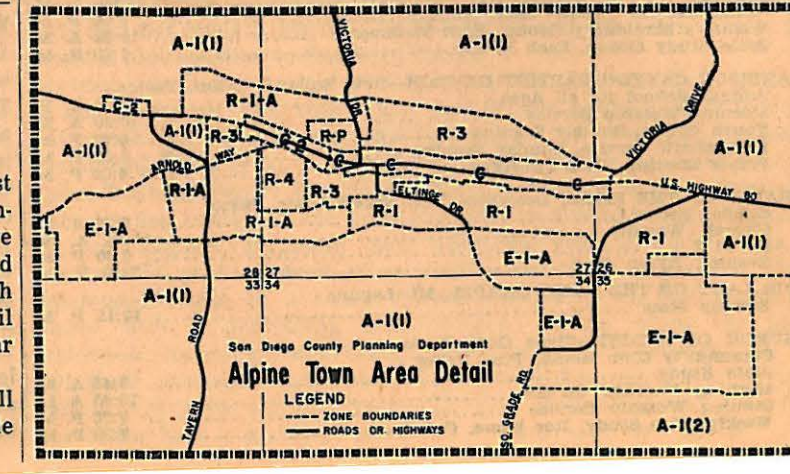 A-1(1)
VICTORIA DR.
A-1(1)
C-2
R-1-A
A-1(1)
R-3
R-P
R-3
A-1(1)
ARNOLD WAY
C
C
C
VICTORIA DRIVE
A-1(1)
R-1-A
R-4
R-3
ELTINGE DR.
U.S. HIGHWAY 80
E-1-A
R-1-A
R-1
R-1
R-1
A-1(1)
E-1-A
28 27
33 34
27 26
34 35
A-1(1)
TAVERN ROAD
A-1(1)
E-1-A
E-1-A
San Diego County Planning Department
Alpine Town Area Detail
LEGEND
ZONE BOUNDARIES
ROADS OR HIGHWAYS
SO. GRADE RD.
A-1(2)